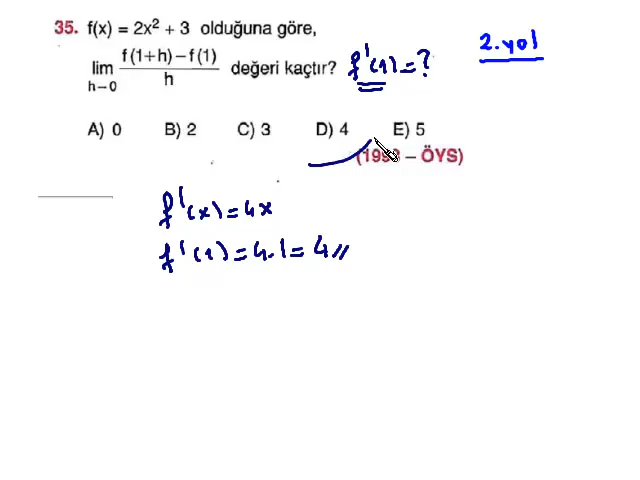 35. f(x) = 2x² + 3 olduğuna göre,
2. yol
lim h→0 f(1+h) – f(1) / h değeri kaçtır? f'(1) = ?
A) 0 B) 2 C) 3 D) 4 E) 5
(1992 – ÖYS)
f'(x) = 4x
f'(1) = 4.1 = 4//